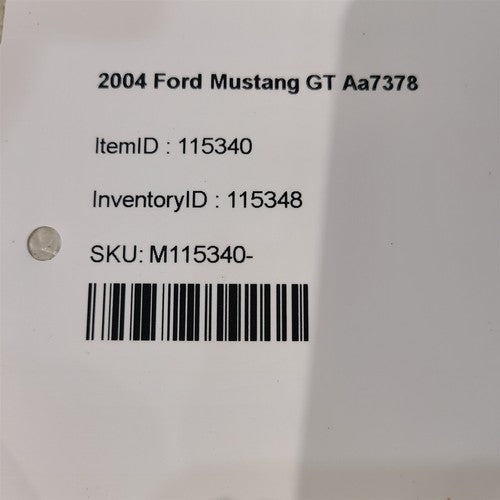 2004 Ford Mustang GT Aa7378
ItemID : 115340
InventoryID : 115348
SKU: M115340-